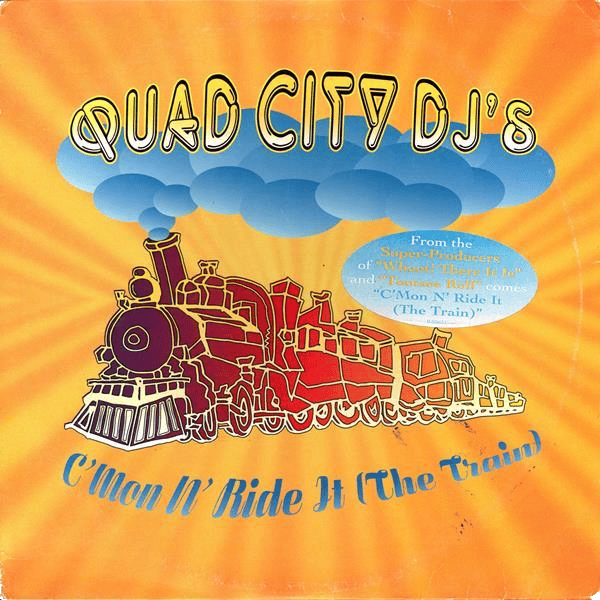 QUAD CITY DJ'S
From the
Super-Producers
of "Whoot! There It Is"
and "Tootsee Roll" comes
"C'Mon N' Ride It
(The Train)"
C'Mon N' Ride It (The Train)